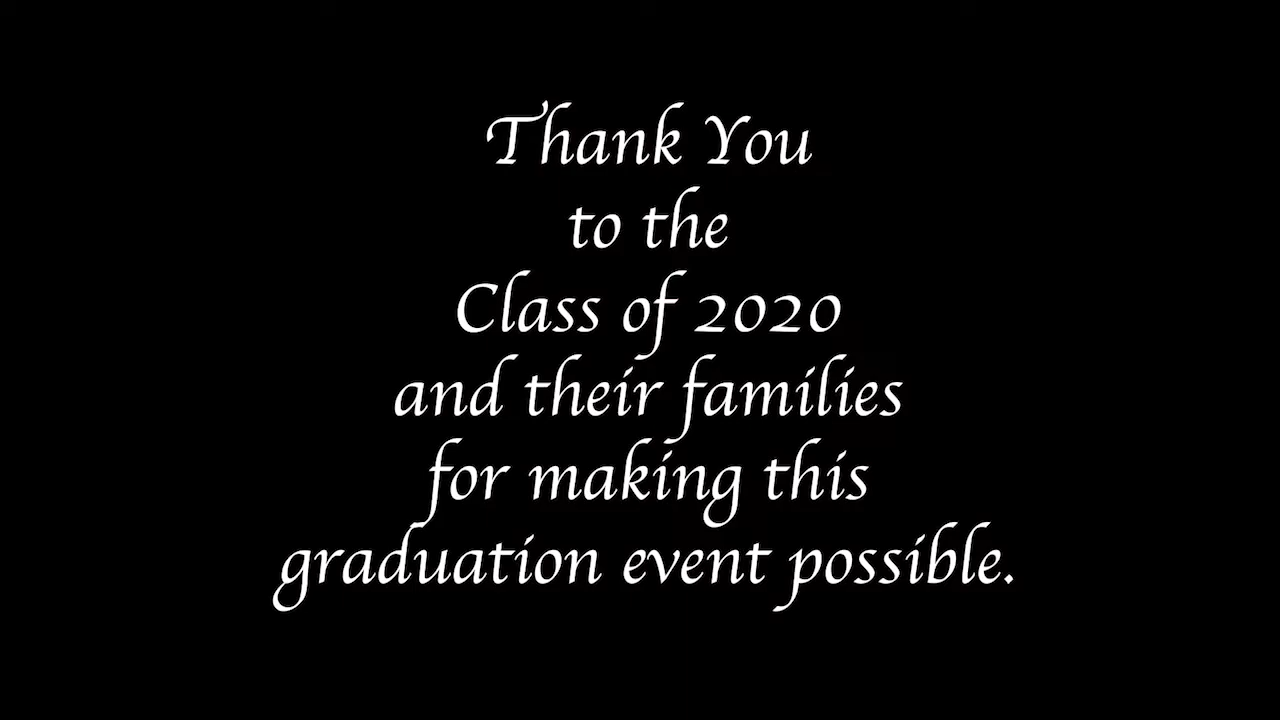 Thank You
to the
Class of 2020
and their families
for making this
graduation event possible.